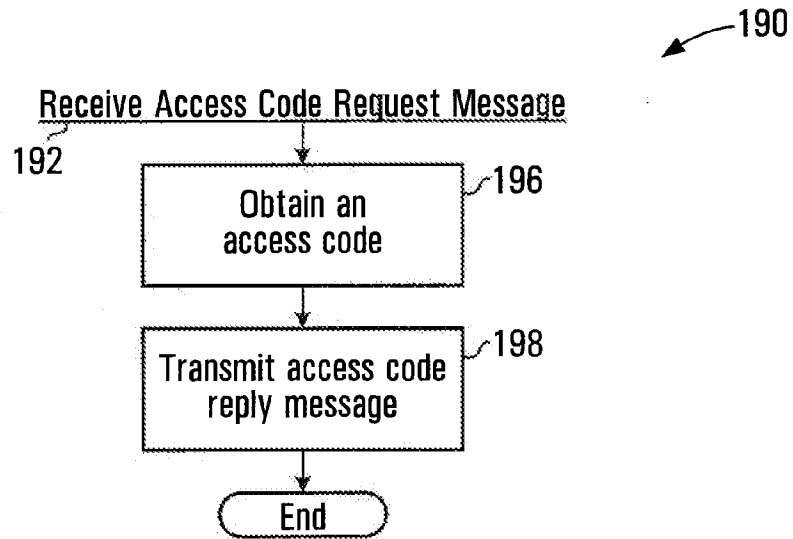 190
Receive Access Code Request Message
192
196
Obtain an
access code
198
Transmit access code
reply message
End